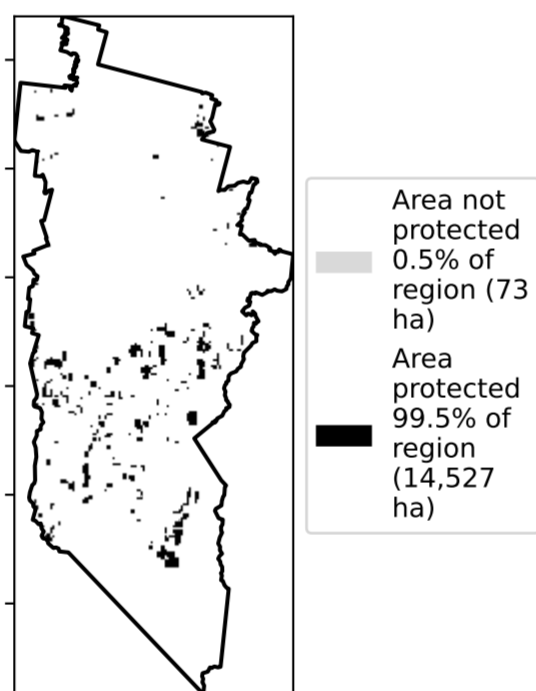 Area not
protected
0.5% of
region (73
ha)
Area
protected
99.5% of
region
(14,527
ha)